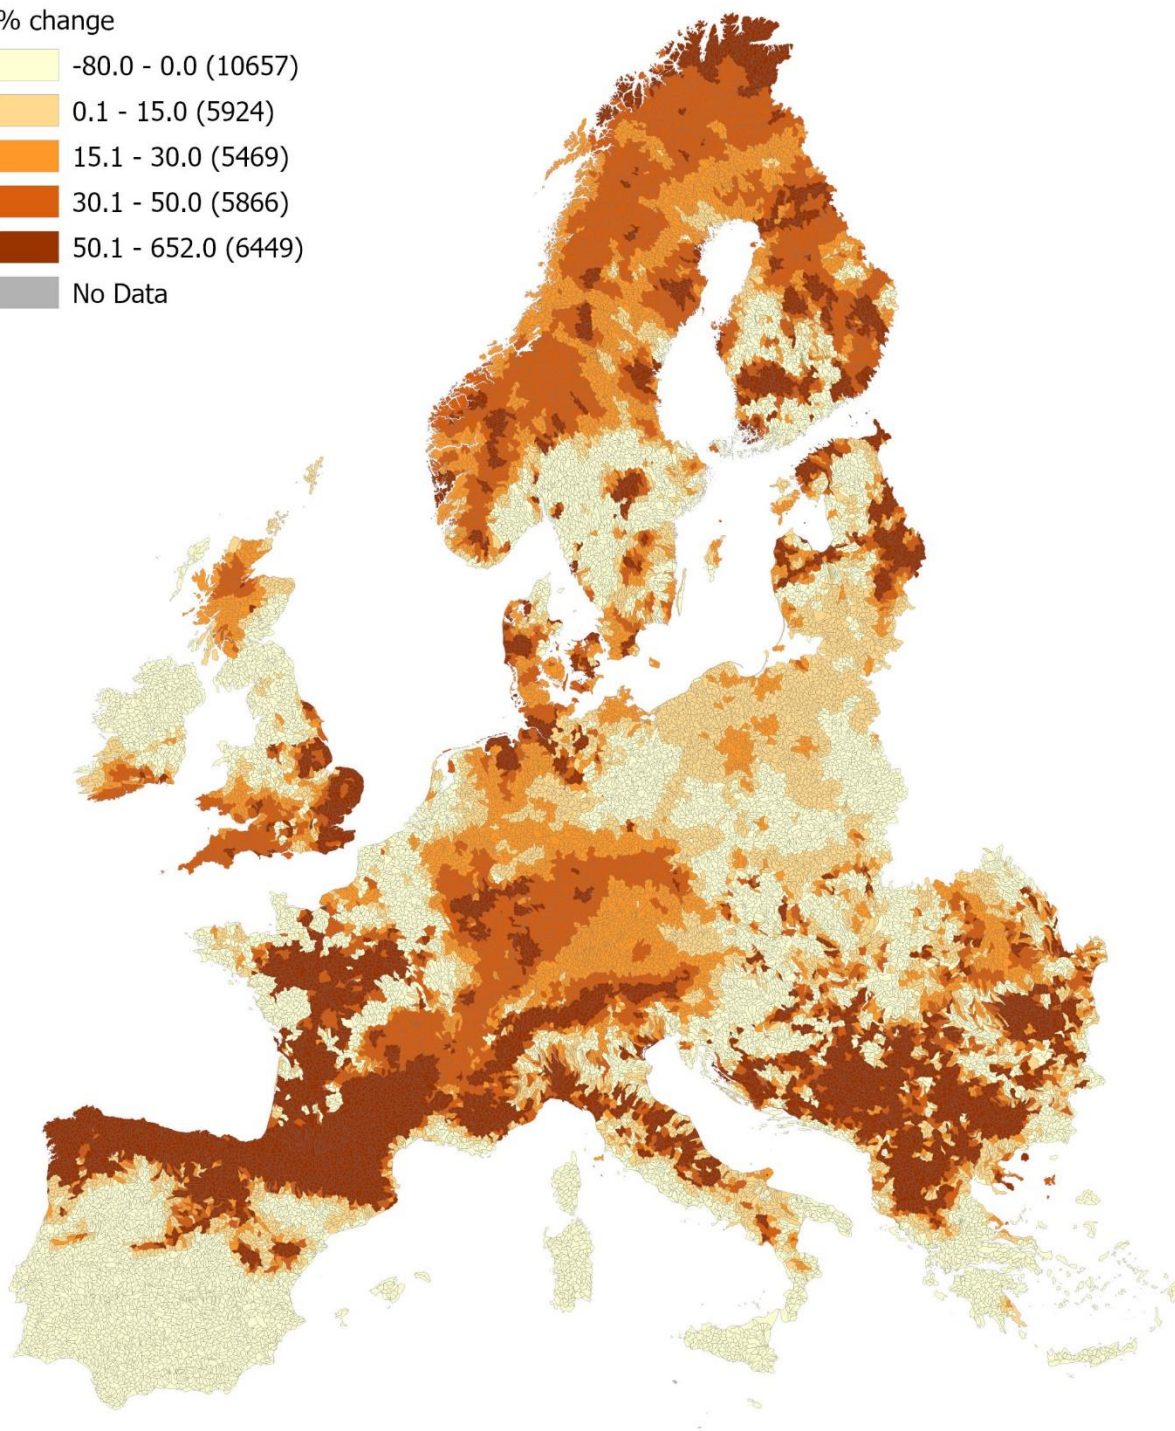 % change
-80.0 - 0.0 (10657)
0.1 - 15.0 (5924)
15.1 - 30.0 (5469)
30.1 - 50.0 (5866)
50.1 - 652.0 (6449)
No Data